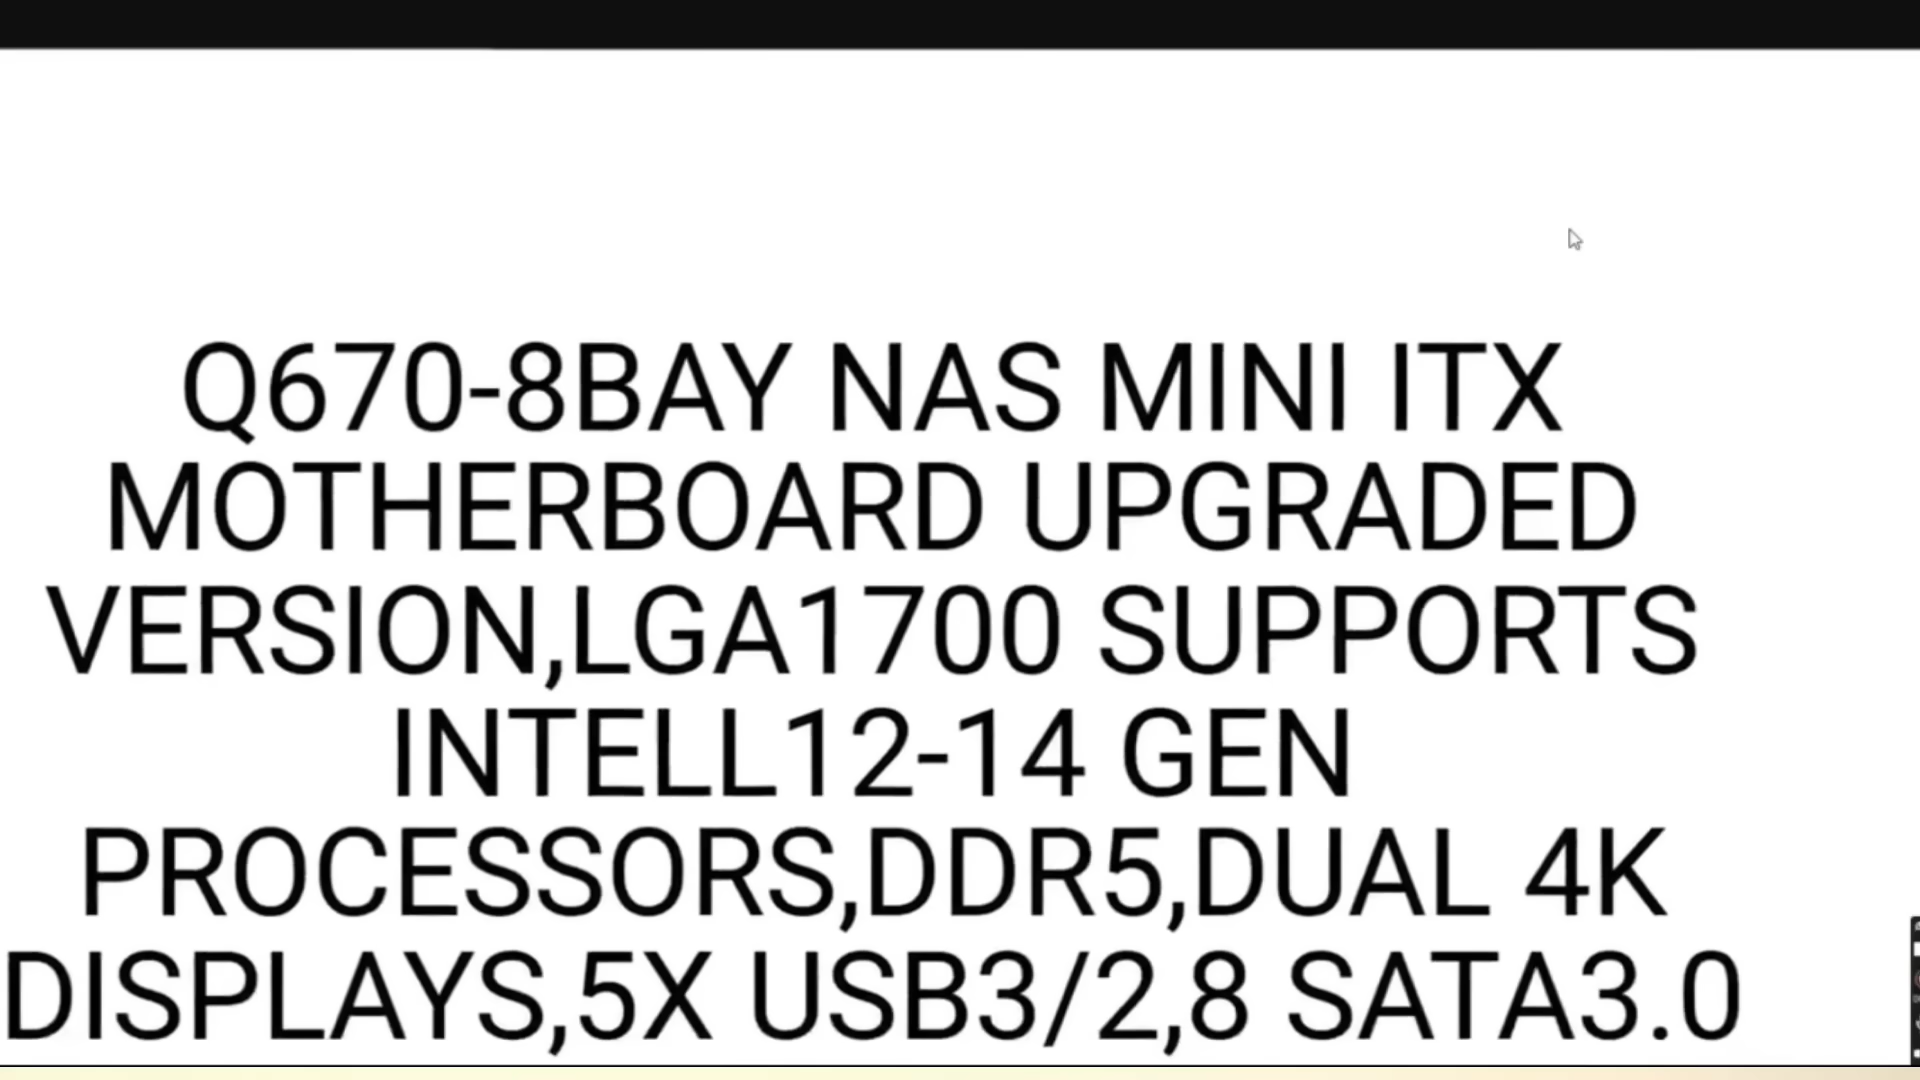 Q670-8BAY NAS MINI ITX
MOTHERBOARD UPGRADED
VERSION,LGA1700 SUPPORTS
INTELL12-14 GEN
PROCESSORS,DDR5,DUAL 4K
DISPLAYS,5X USB3/2,8 SATA3.0